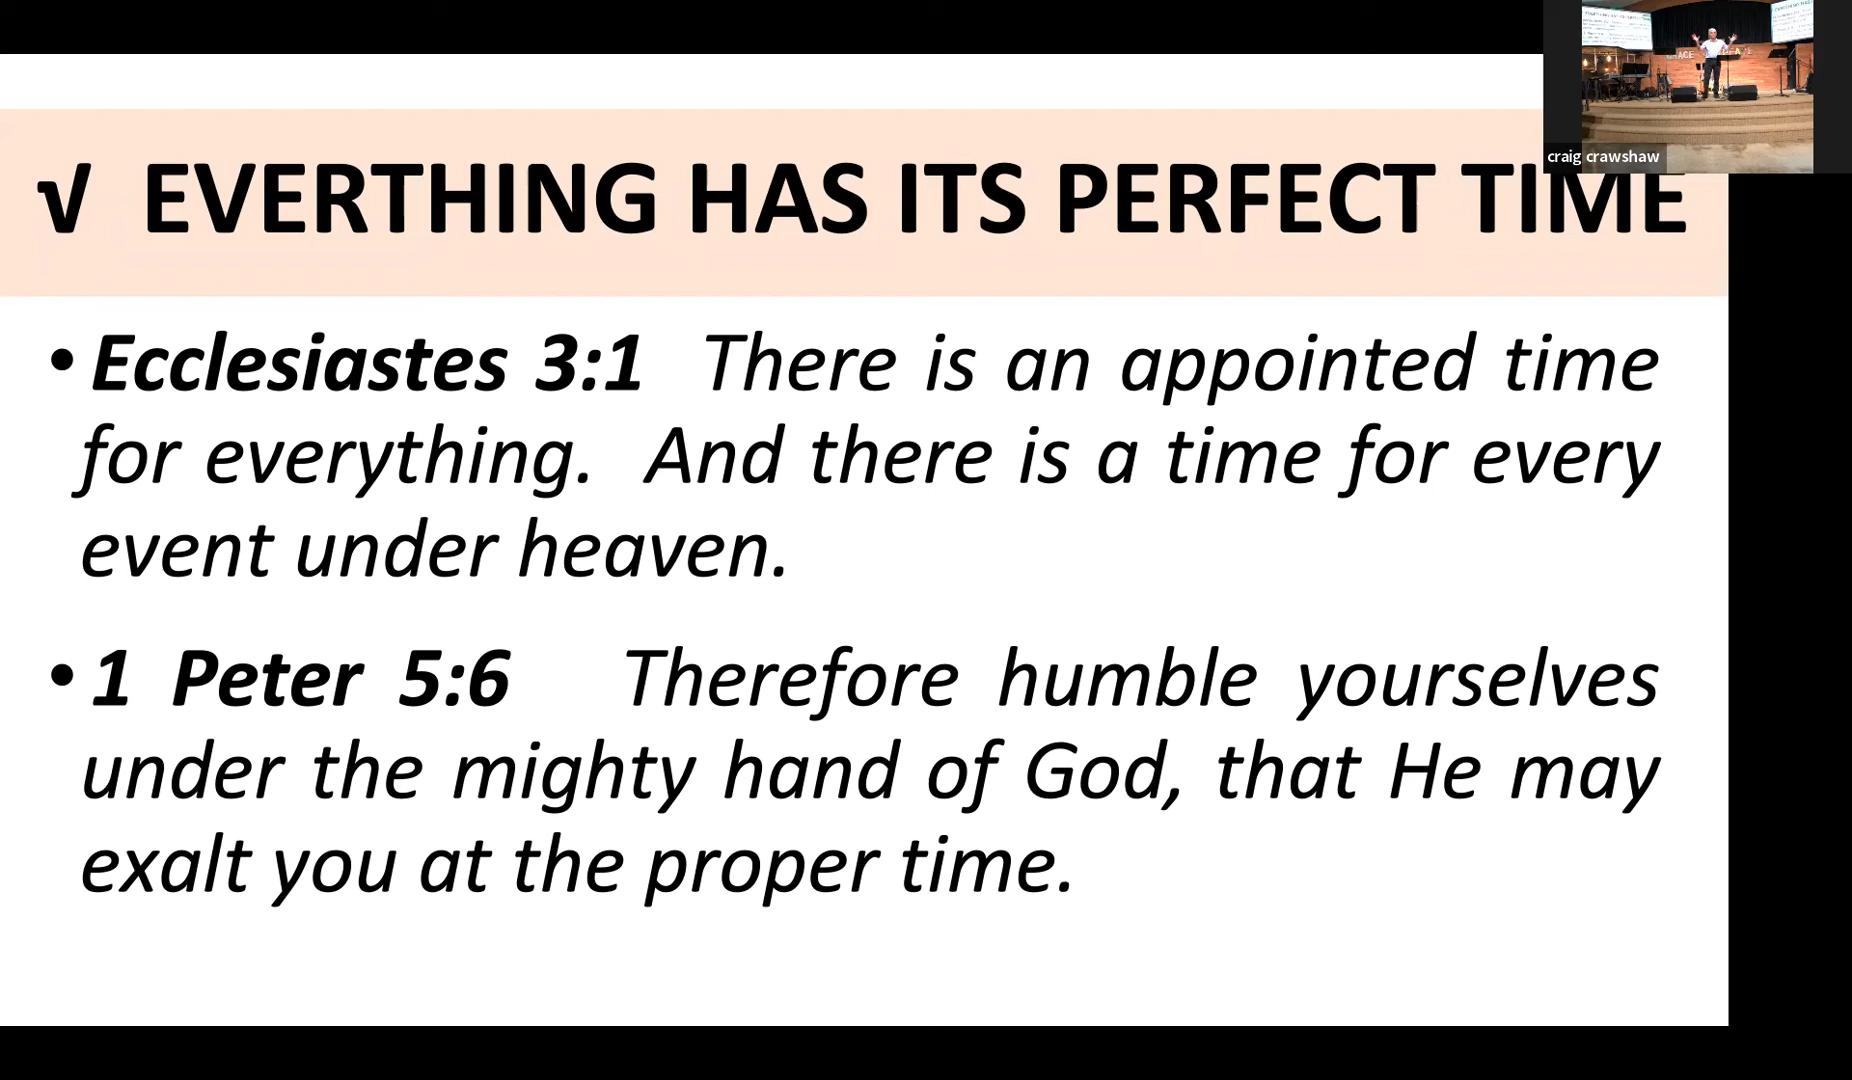 craig crawshaw
√ EVERTHING HAS ITS PERFECT TIME
• Ecclesiastes 3:1 There is an appointed time
for everything. And there is a time for every
event under heaven.
• 1 Peter 5:6 Therefore humble yourselves
under the mighty hand of God, that He may
exalt you at the proper time.